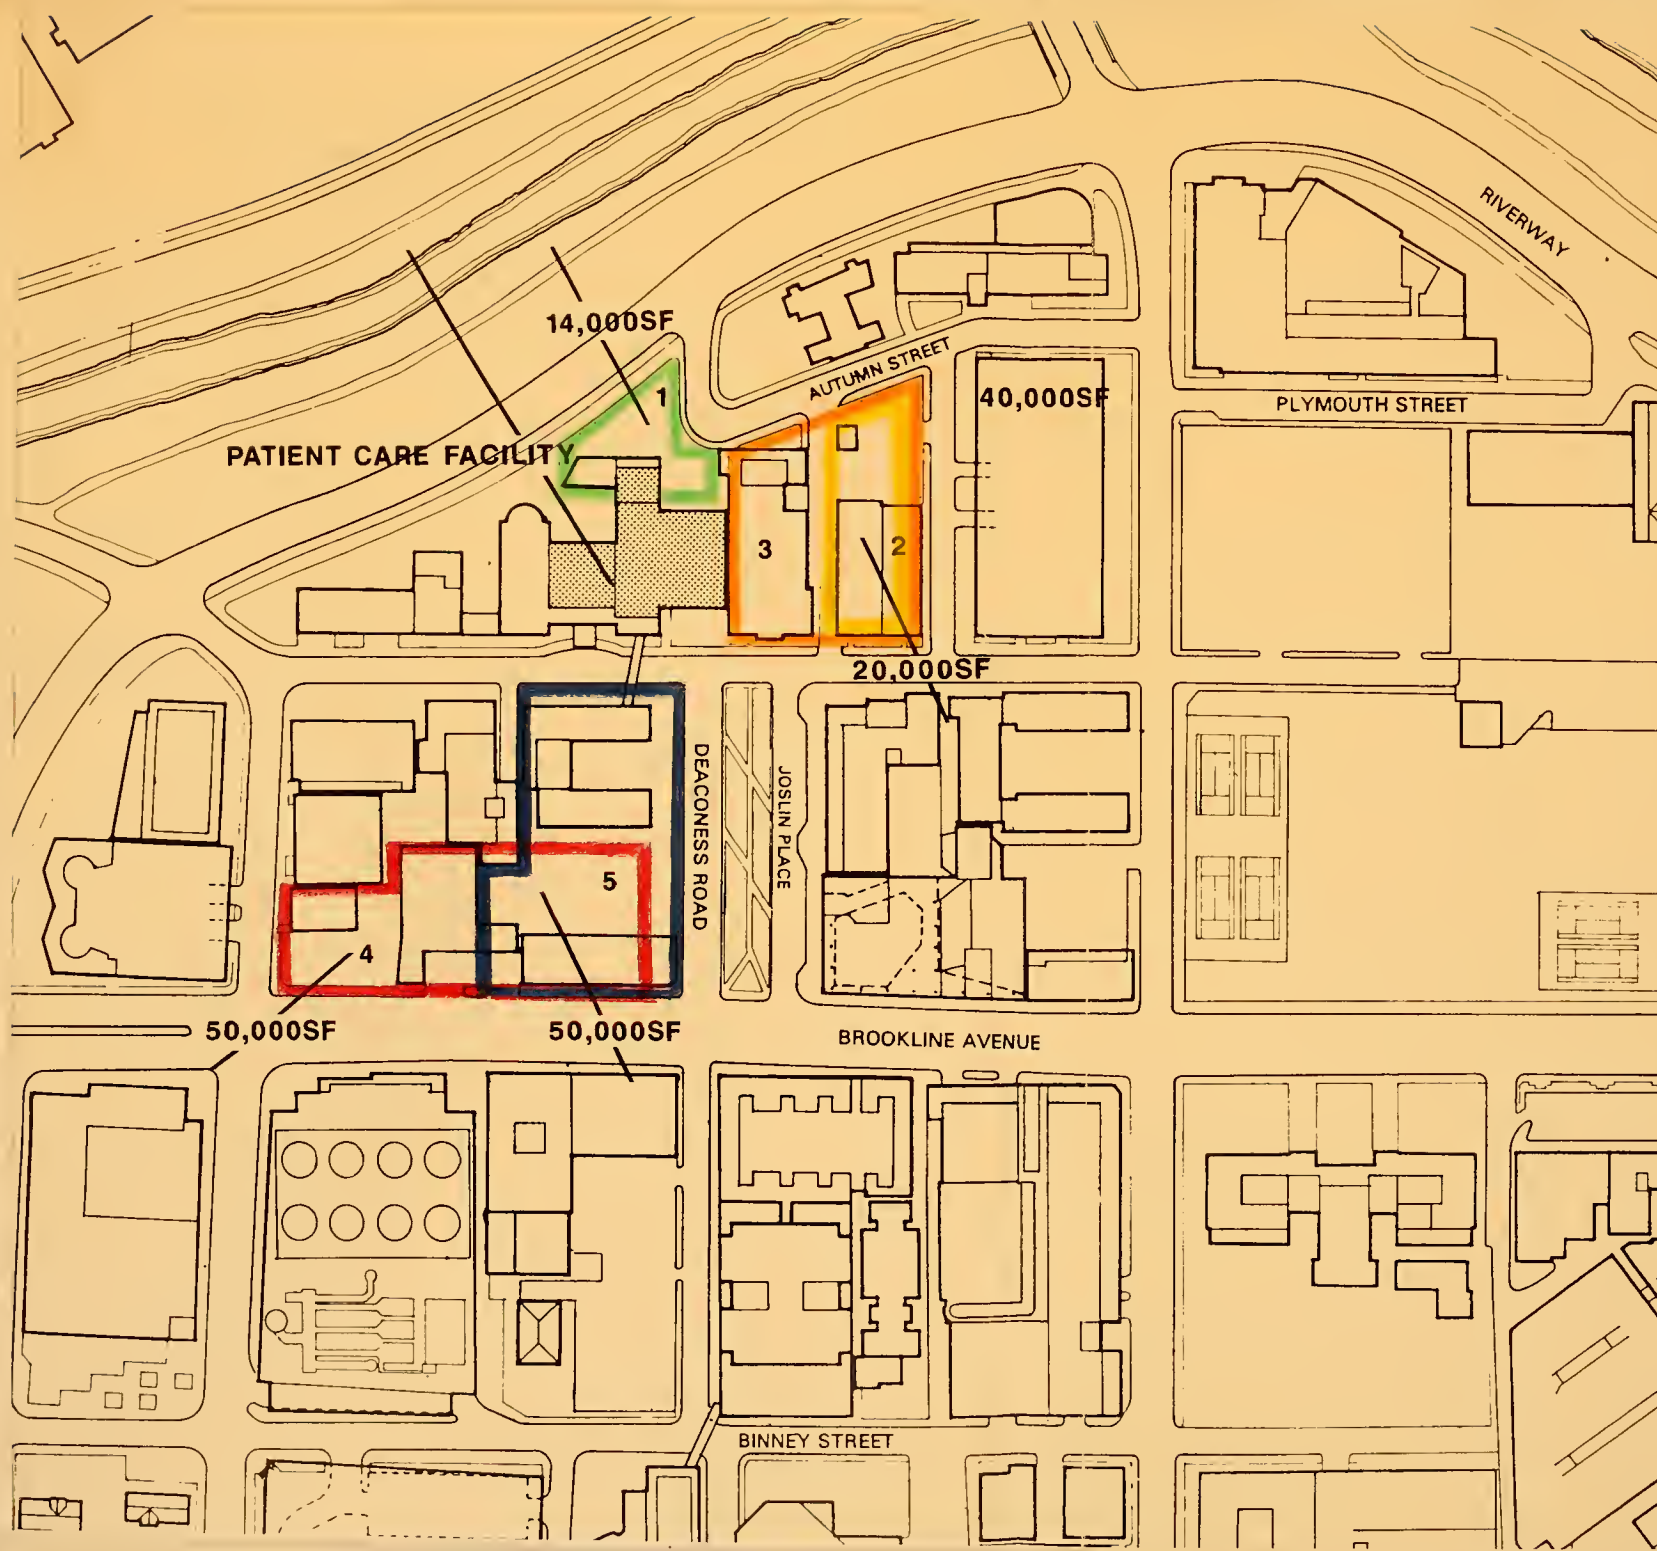 RIVERWAY
14,000SF
AUTUMN STREET
1
40,000SF
PLYMOUTH STREET
PATIENT CARE FACILITY
3
2
20,000SF
DEACONESS ROAD
JOSLIN PLACE
5
4
50,000SF
50,000SF
BROOKLINE AVENUE
BINNEY STREET